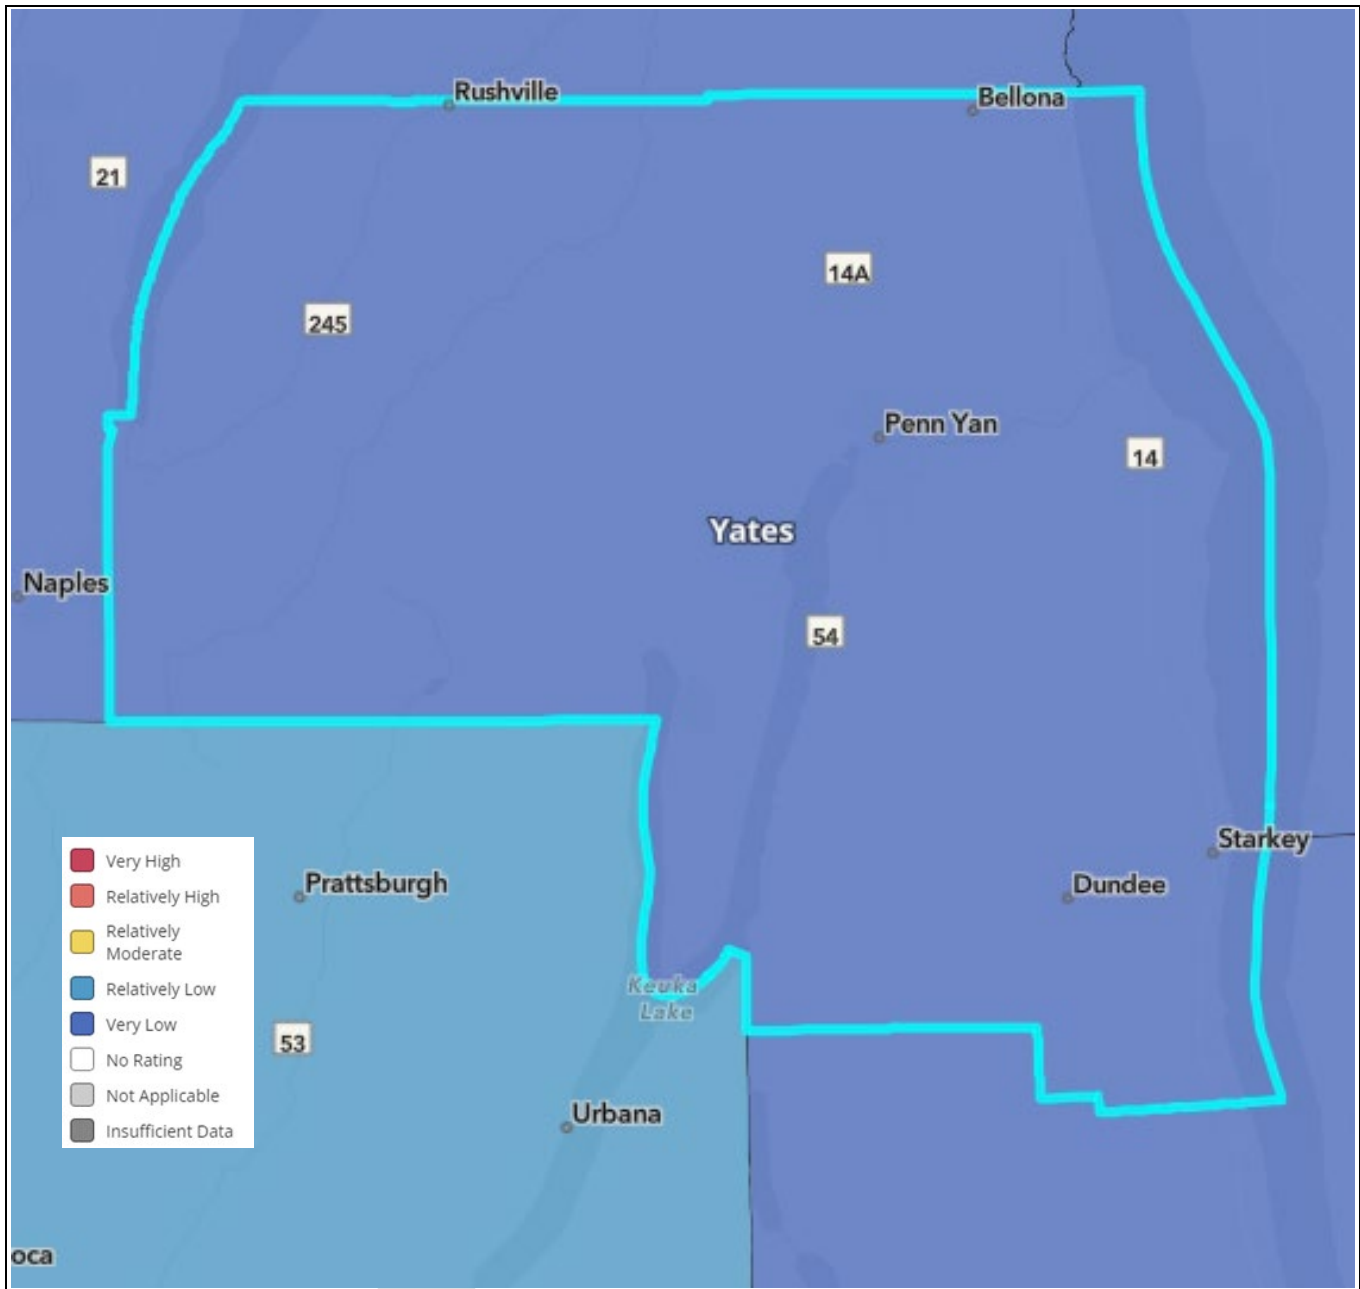 Rushville
Bellona
21
14A
245
Penn Yan
14
Yates
Naples
54
Starkey
Prattsburgh
Dundee
Very High
Relatively High
Relatively
Moderate
Relatively Low
Very Low
No Rating
Not Applicable
Insufficient Data
Keuka
Lake
53
Urbana
oca